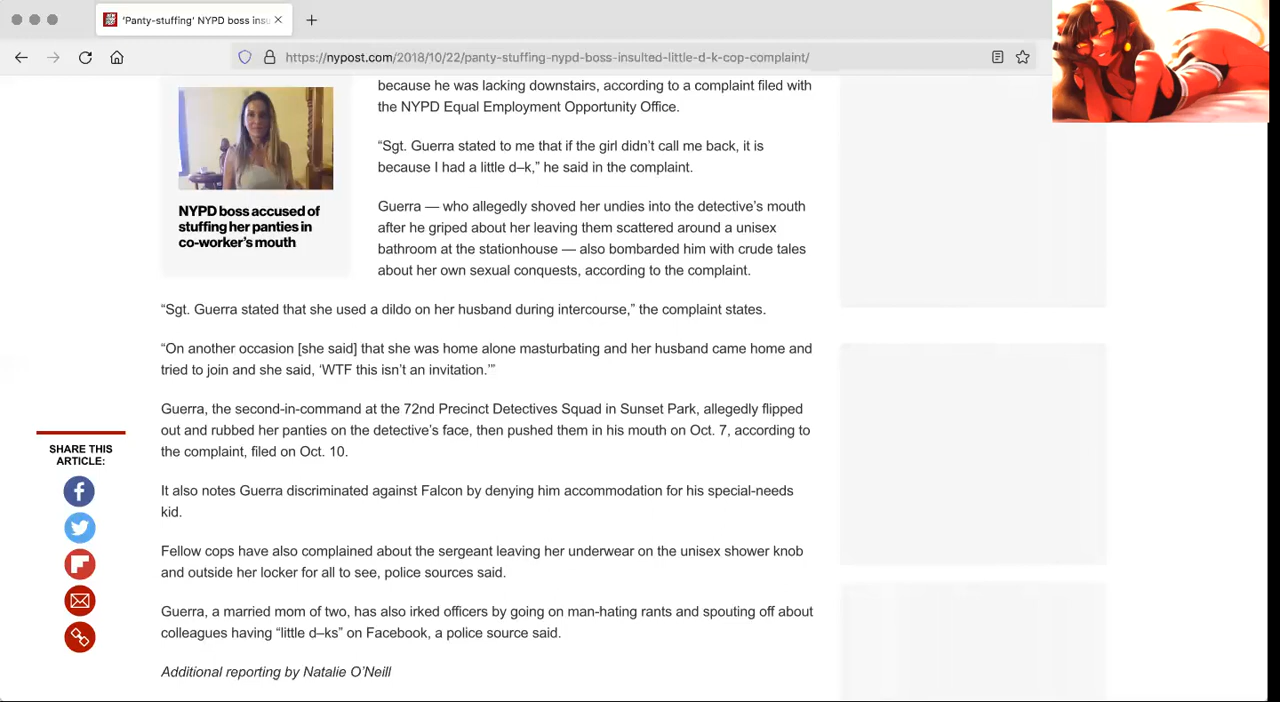 'Panty-stuffing' NYPD boss insu
https://nypost.com/2018/10/22/panty-stuffing-nypd-boss-insulted-little-d-k-cop-complaint/
NYPD boss accused of
stuffing her panties in
co-worker's mouth
because he was lacking downstairs, according to a complaint filed with
the NYPD Equal Employment Opportunity Office.
“Sgt. Guerra stated to me that if the girl didn’t call me back, it is
because I had a little d–k,” he said in the complaint.
Guerra — who allegedly shoved her undies into the detective’s mouth
after he griped about her leaving them scattered around a unisex
bathroom at the stationhouse — also bombarded him with crude tales
about her own sexual conquests, according to the complaint.
“Sgt. Guerra stated that she used a dildo on her husband during intercourse,” the complaint states.
“On another occasion [she said] that she was home alone masturbating and her husband came home and
tried to join and she said, ‘WTF this isn’t an invitation.’”
Guerra, the second-in-command at the 72nd Precinct Detectives Squad in Sunset Park, allegedly flipped
out and rubbed her panties on the detective’s face, then pushed them in his mouth on Oct. 7, according to
the complaint, filed on Oct. 10.
It also notes Guerra discriminated against Falcon by denying him accommodation for his special-needs
kid.
Fellow cops have also complained about the sergeant leaving her underwear on the unisex shower knob
and outside her locker for all to see, police sources said.
Guerra, a married mom of two, has also irked officers by going on man-hating rants and spouting off about
colleagues having “little d–ks” on Facebook, a police source said.
Additional reporting by Natalie O’Neill
SHARE THIS
ARTICLE: